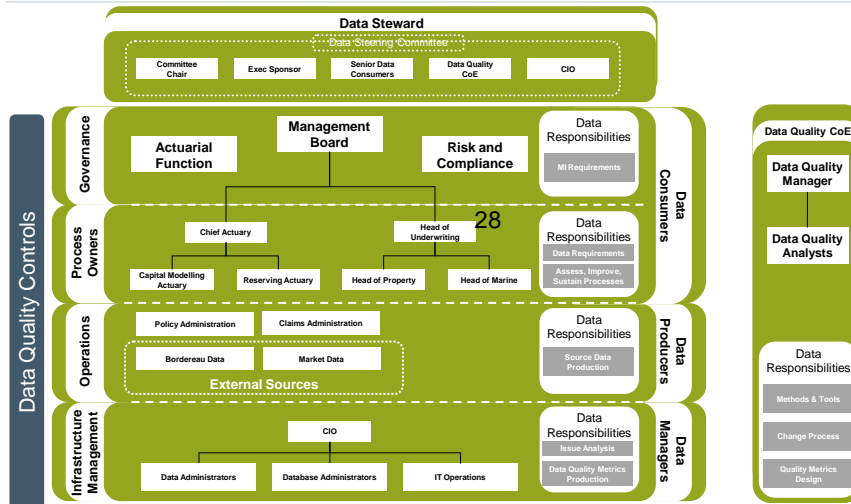 Data Steward
Data Steering Committee
Committee
Chair
Exec Sponsor
Senior Data
Consumers
Data Quality
CoE
CIO
Data Quality Controls
Governance
Actuarial
Function
Management
Board
Risk and
Compliance
Data
Responsibilities
MI Requirements
Data
Consumers
Process
Owners
Chief Actuary
Head of
Underwriting
28
Capital Modelling
Actuary
Reserving Actuary
Head of Property
Head of Marine
Data
Responsibilities
Data Requirements
Assess, Improve,
Sustain Processes
Operations
Policy Administration
Claims Administration
Bordereau Data
Market Data
External Sources
Data
Responsibilities
Source Data
Production
Data
Producers
Infrastructure
Management
CIO
Data Administrators
Database Administrators
IT Operations
Data
Responsibilities
Issue Analysis
Data Quality Metrics
Production
Data
Managers
Data Quality CoE
Data Quality
Manager
Data Quality
Analysts
Data
Responsibilities
Methods & Tools
Change Process
Quality Metrics
Design